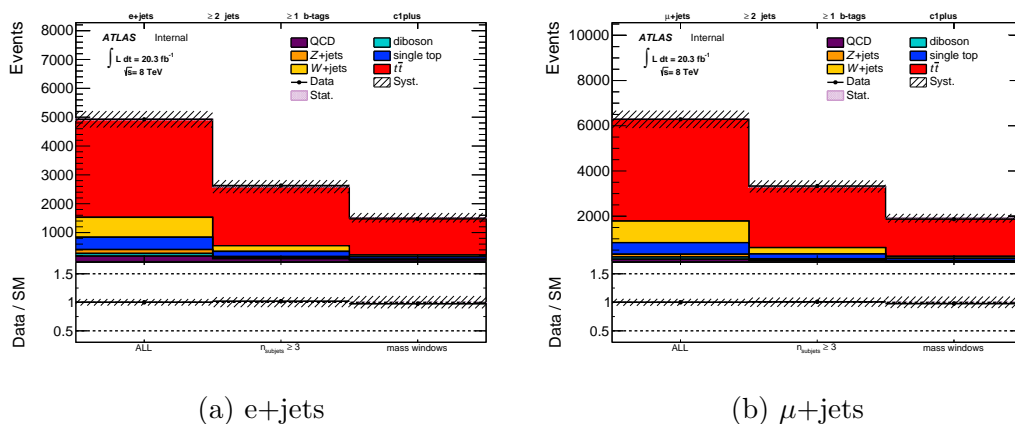 e+jets ≥ 2 jets ≥ 1 b-tags c1plus
Events
8000
7000
6000
5000
4000
3000
2000
1000
ATLAS Internal
∫ L dt = 20.3 fb⁻¹
√s= 8 TeV
QCD diboson
Z+jets single top
W+jets tt̄
Data Syst.
Stat.
Data / SM
1.5
1
0.5
ALL n_subjets ≥ 3 mass windows
(a) e+jets
μ+jets ≥ 2 jets ≥ 1 b-tags c1plus
Events
10000
8000
6000
4000
2000
ATLAS Internal
∫ L dt = 20.3 fb⁻¹
√s= 8 TeV
QCD diboson
Z+jets single top
W+jets tt̄
Data Syst.
Stat.
Data / SM
1.5
1
0.5
ALL n_subjets ≥ 3 mass windows
(b) μ+jets